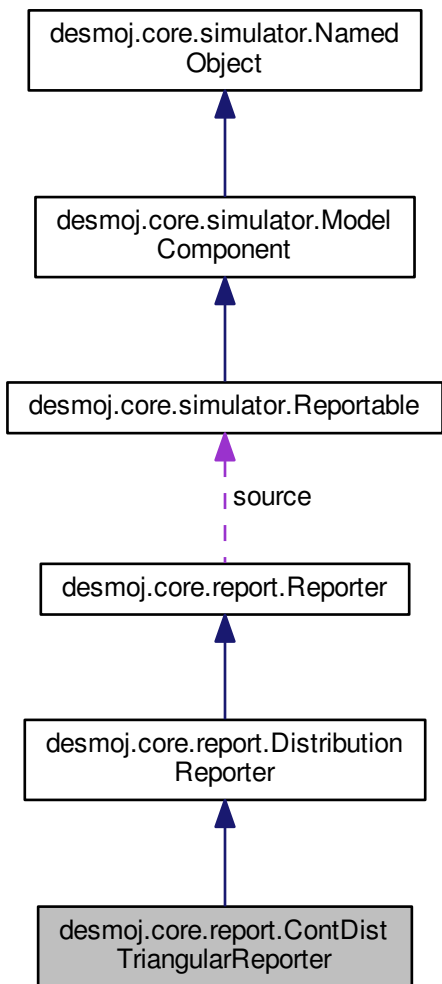 desmoj.core.simulator.Named
Object
desmoj.core.simulator.Model
Component
desmoj.core.simulator.Reportable
source
desmoj.core.report.Reporter
desmoj.core.report.Distribution
Reporter
desmoj.core.report.ContDist
TriangularReporter